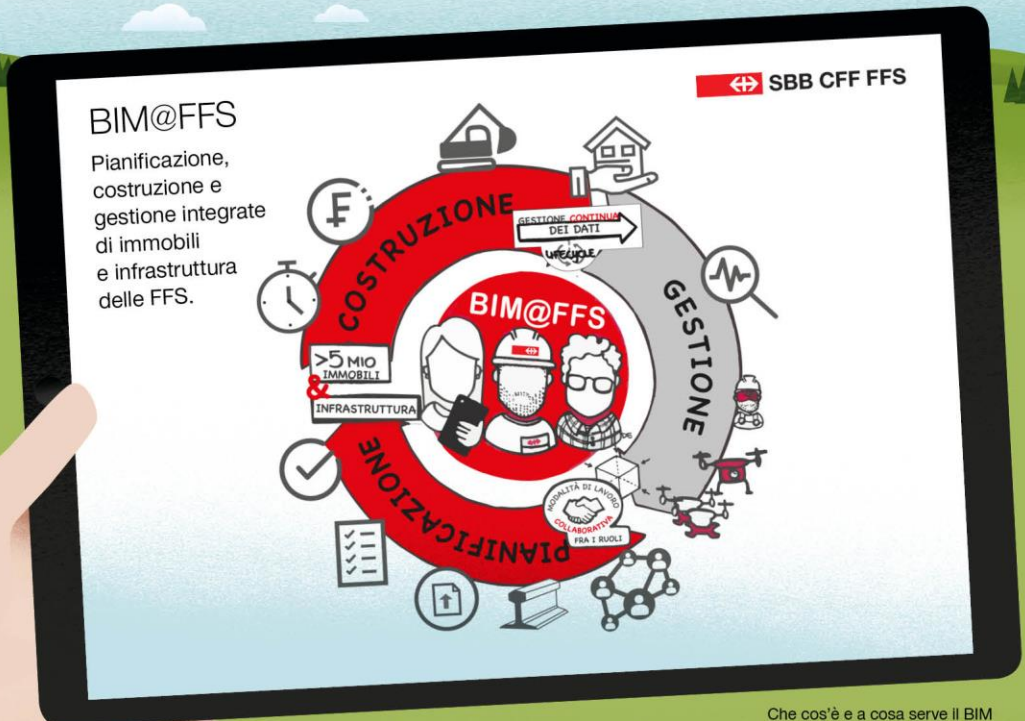 BIM@FFS
Pianificazione,
costruzione e
gestione integrate
di immobili
e infrastruttura
delle FFS.
SBB CFF FFS
COSTRUZIONE
GESTIONE CONTINUA
DEI DATI
LIFECYCLE
GESTIONE
BIM@FFS
>5 MIO
IMMOBILI
&
INFRASTRUTTURA
PIANIFICAZIONE
MODALITÀ DI LAVORO
COLLABORATIVA
FRA I RUOLI
Che cos'è e a cosa serve il BIM